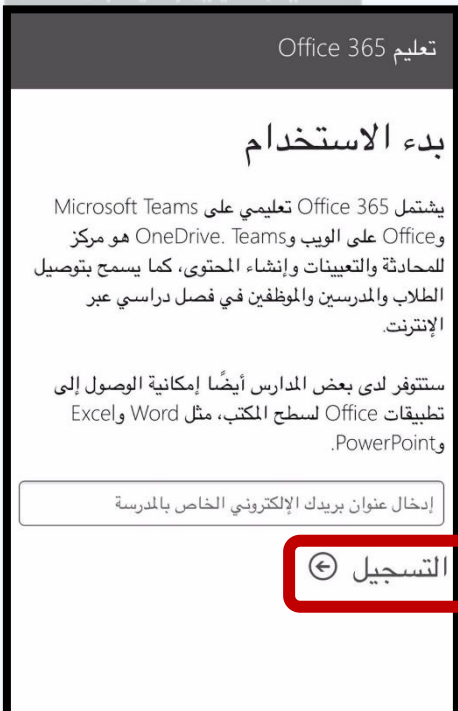 تعليم Office 365
بدء الاستخدام
يشتمل Office 365 تعليمي على Microsoft Teams
وOffice على الويب وOneDrive. Teams هو مركز
للمحادثة والتعيينات وإنشاء المحتوى، كما يسمح بتوصيل
الطلاب والمدرسين والموظفين في فصل دراسي عبر
الإنترنت.
ستتوفر لدى بعض المدارس أيضًا إمكانية الوصول إلى
تطبيقات Office لسطح المكتب، مثل Word وExcel
وPowerPoint.
إدخال عنوان بريدك الإلكتروني الخاص بالمدرسة
التسجيل